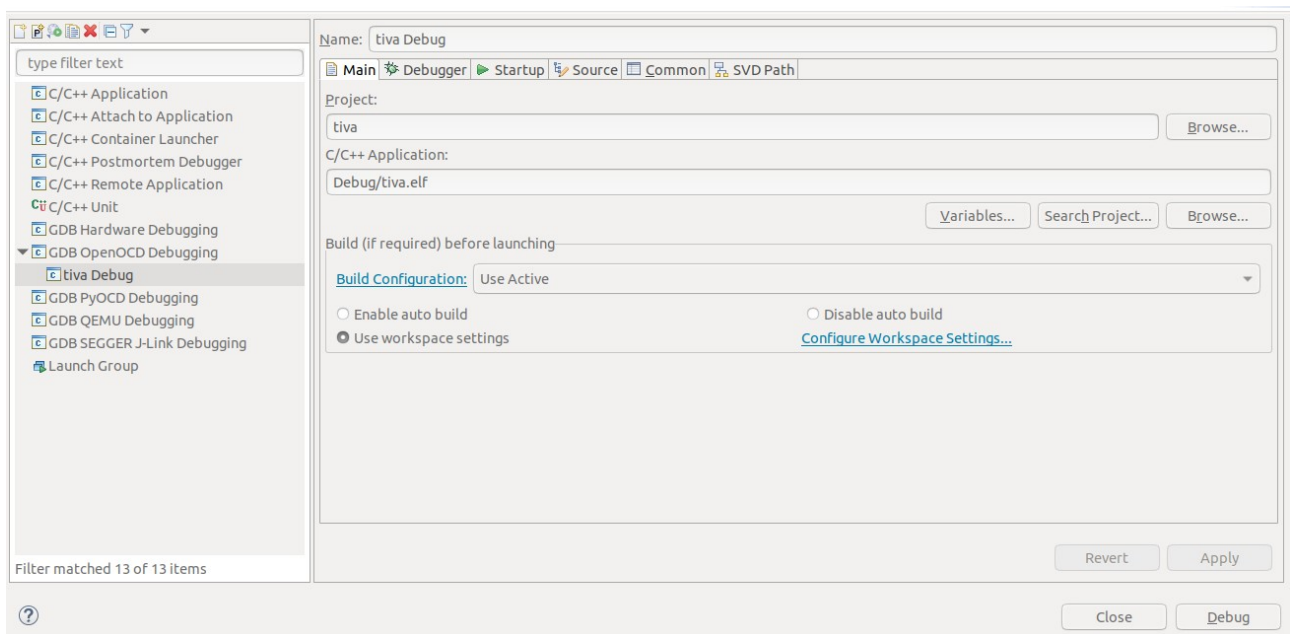 type filter text
C/C++ Application
C/C++ Attach to Application
C/C++ Container Launcher
C/C++ Postmortem Debugger
C/C++ Remote Application
C/C++ Unit
GDB Hardware Debugging
GDB OpenOCD Debugging
tiva Debug
GDB PyOCD Debugging
GDB QEMU Debugging
GDB SEGGER J-Link Debugging
Launch Group
Filter matched 13 of 13 items
Name: tiva Debug
Main Debugger Startup Source Common SVD Path
Project:
tiva Browse...
C/C++ Application:
Debug/tiva.elf
Variables... Search Project... Browse...
Build (if required) before launching
Build Configuration: Use Active
Enable auto build Disable auto build
Use workspace settings Configure Workspace Settings...
Revert Apply
Close Debug